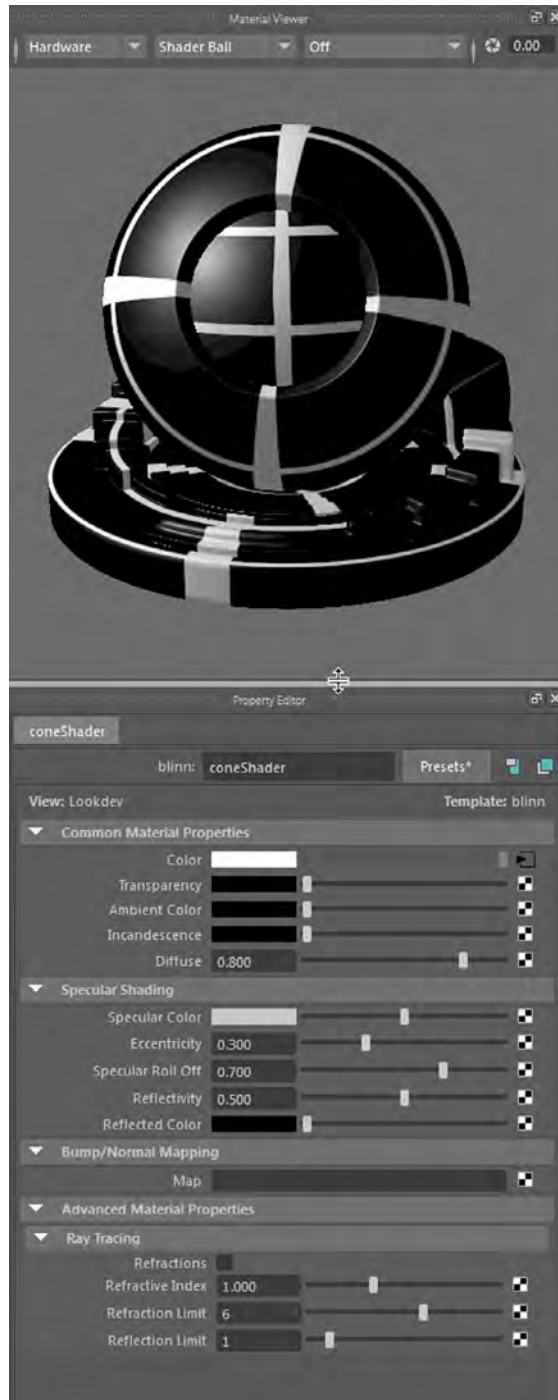 Material Viewer
Hardware Shader Ball Off 0.00
Property Editor
coneShader
blinn: coneShader Presets*
View: Lookdev Template: blinn
Common Material Properties
Color
Transparency
Ambient Color
Incandescence
Diffuse 0.800
Specular Shading
Specular Color
Eccentricity 0.300
Specular Roll Off 0.700
Reflectivity 0.500
Reflected Color
Bump/Normal Mapping
Map
Advanced Material Properties
Ray Tracing
Refractions
Refractive Index 1.000
Refraction Limit 6
Reflection Limit 1